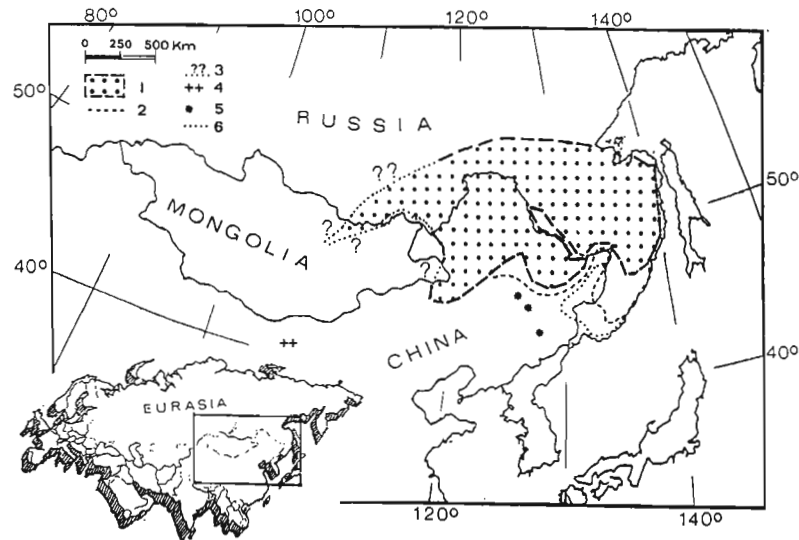 80° 100° 120° 140°
0 250 500 Km
1
2
..??.. 3
++ 4
● 5
...... 6
50°
RUSSIA
??
50°
MONGOLIA
?
?
?
40°
++
CHINA
40°
EURASIA
120° 140°